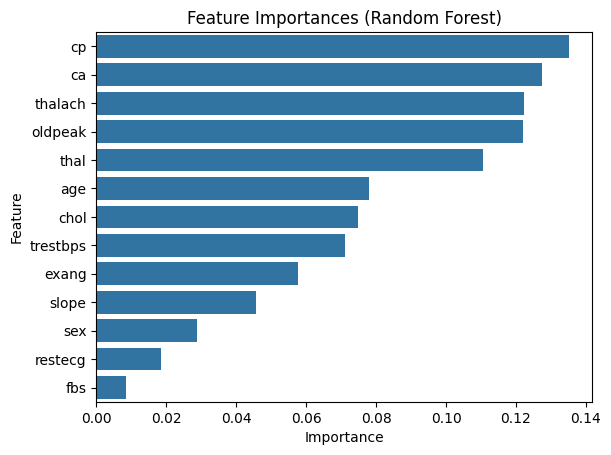 Feature Importances (Random Forest)
Feature
cp
ca
thalach
oldpeak
thal
age
chol
trestbps
exang
slope
sex
restecg
fbs
0.00 0.02 0.04 0.06 0.08 0.10 0.12 0.14
Importance